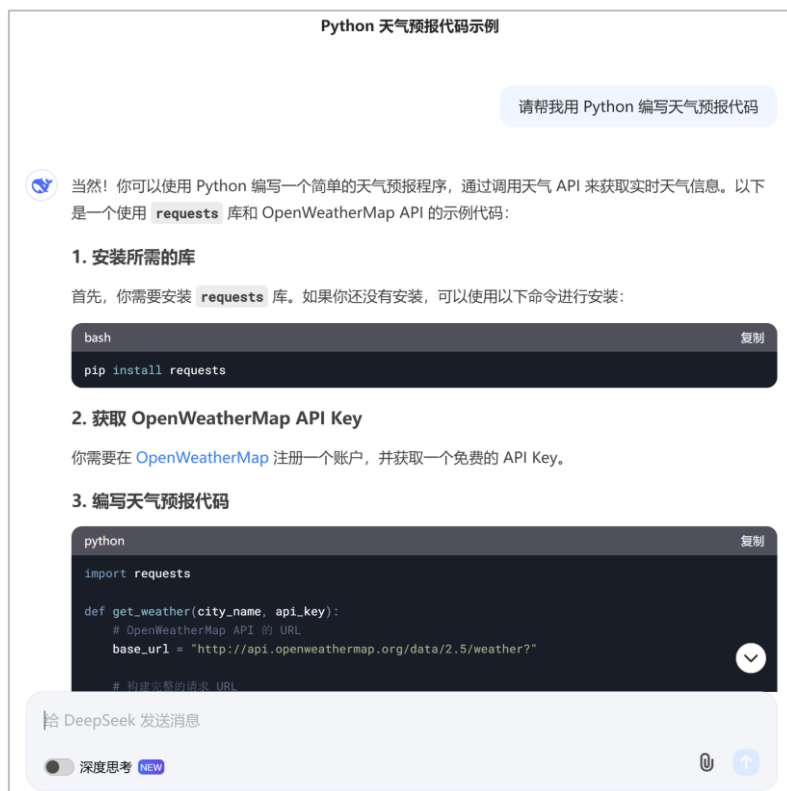 Python 天气预报代码示例
请帮我用 Python 编写天气预报代码
当然！你可以使用 Python 编写一个简单的天气预报程序，通过调用天气 API 来获取实时天气信息。以下
是一个使用 requests 库和 OpenWeatherMap API 的示例代码：
1. 安装所需的库
首先，你需要安装 requests 库。如果你还没有安装，可以使用以下命令进行安装：
bash 复制
pip install requests
2. 获取 OpenWeatherMap API Key
你需要在 OpenWeatherMap 注册一个账户，并获取一个免费的 API Key。
3. 编写天气预报代码
python 复制
import requests
def get_weather(city_name, api_key):
# OpenWeatherMap API 的 URL
base_url = "http://api.openweathermap.org/data/2.5/weather?"
# 构建完整的请求 URL
给 DeepSeek 发送消息
深度思考 NEW